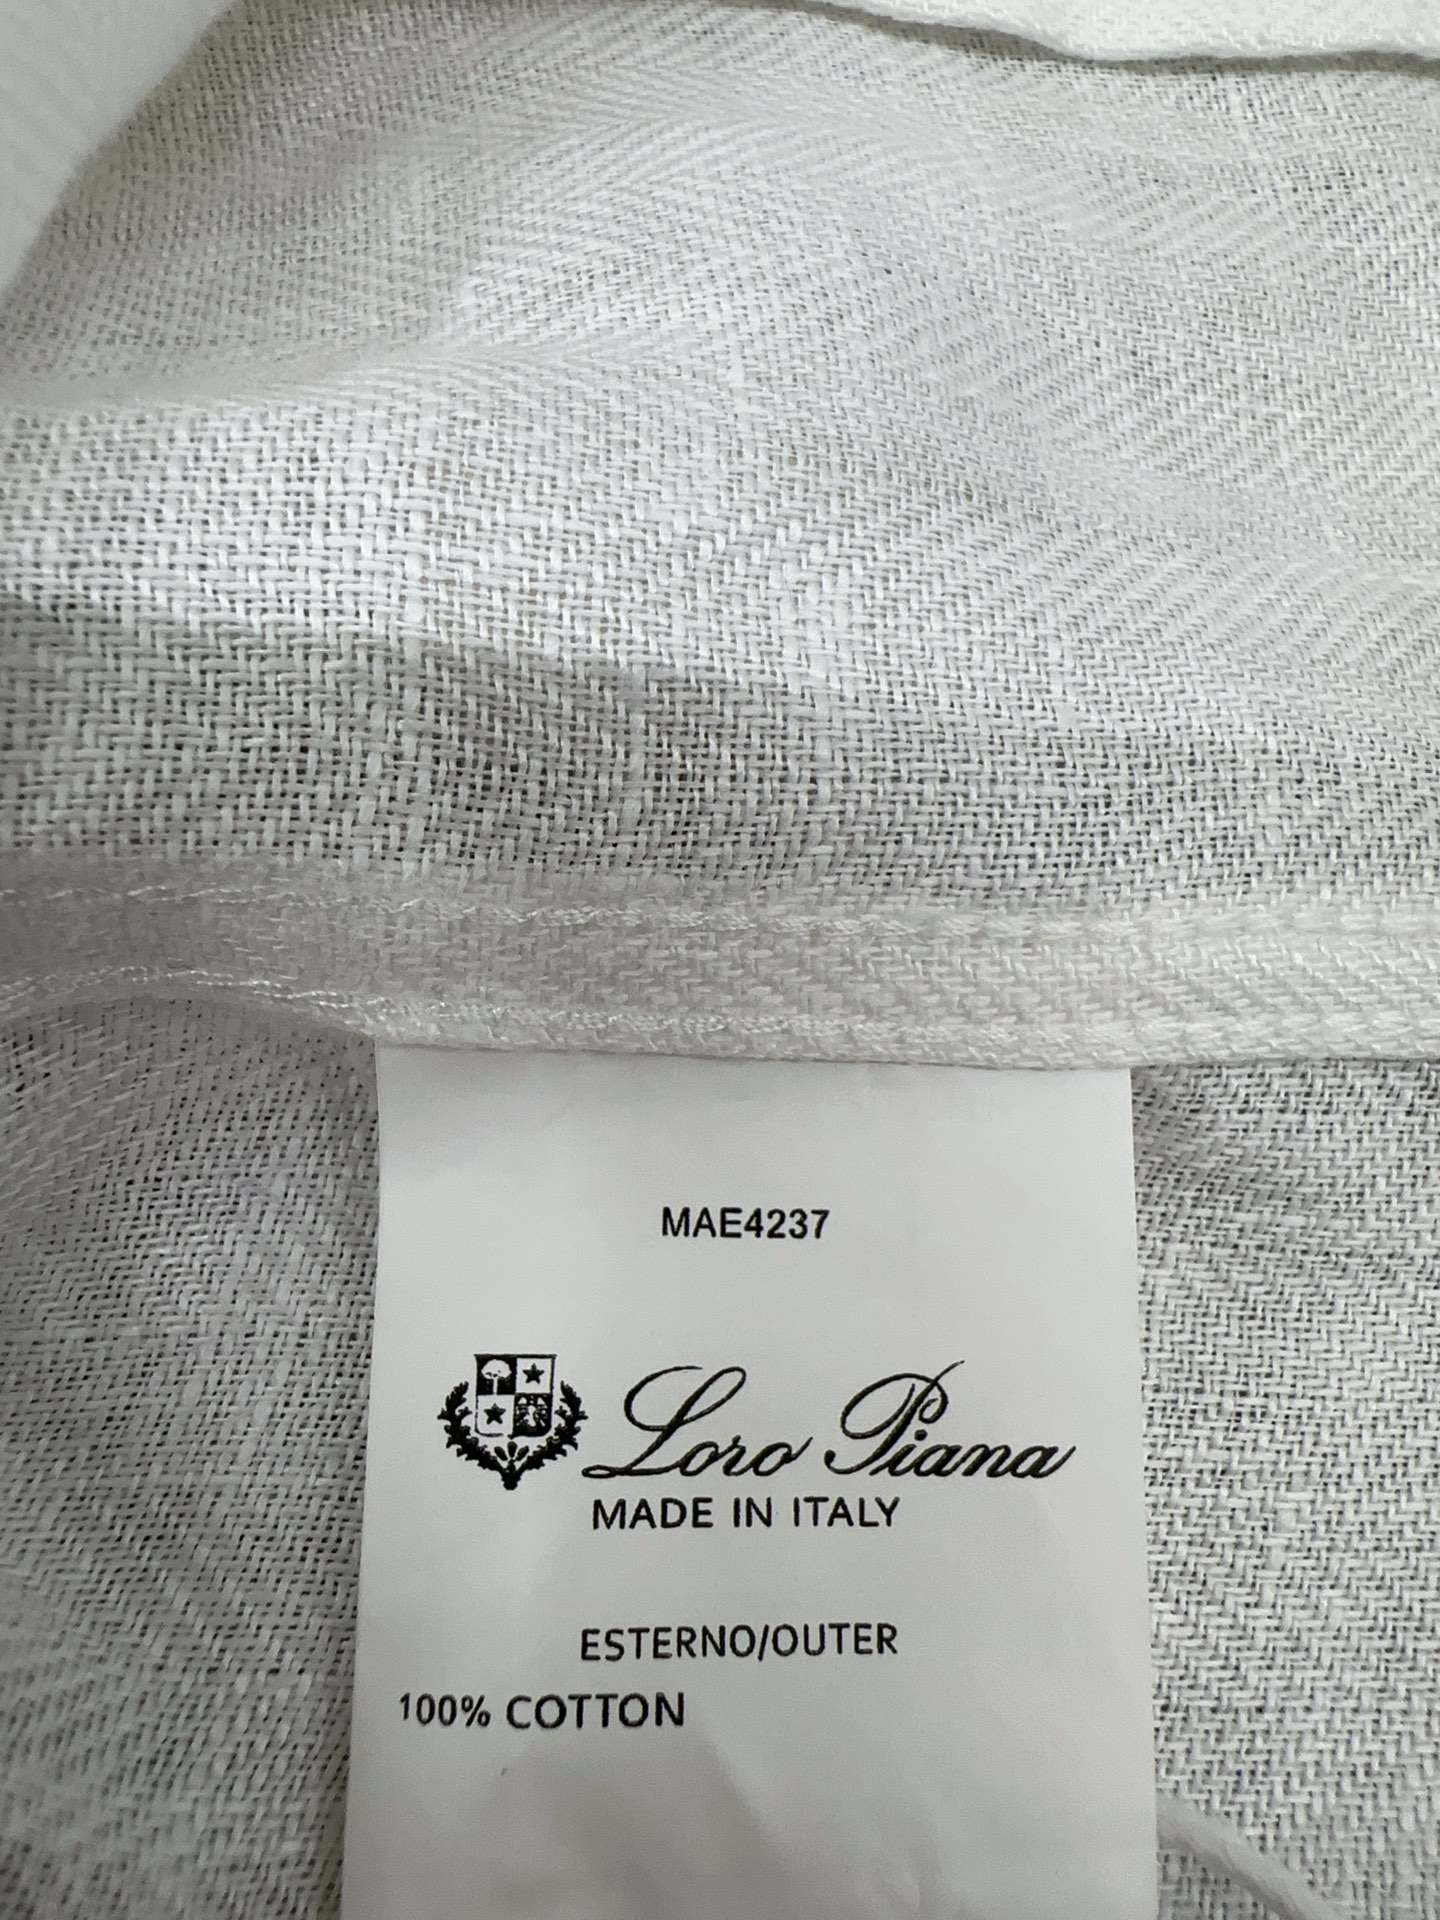 MAE4237
Loro Piana
MADE IN ITALY
ESTERNO/OUTER
100% COTTON